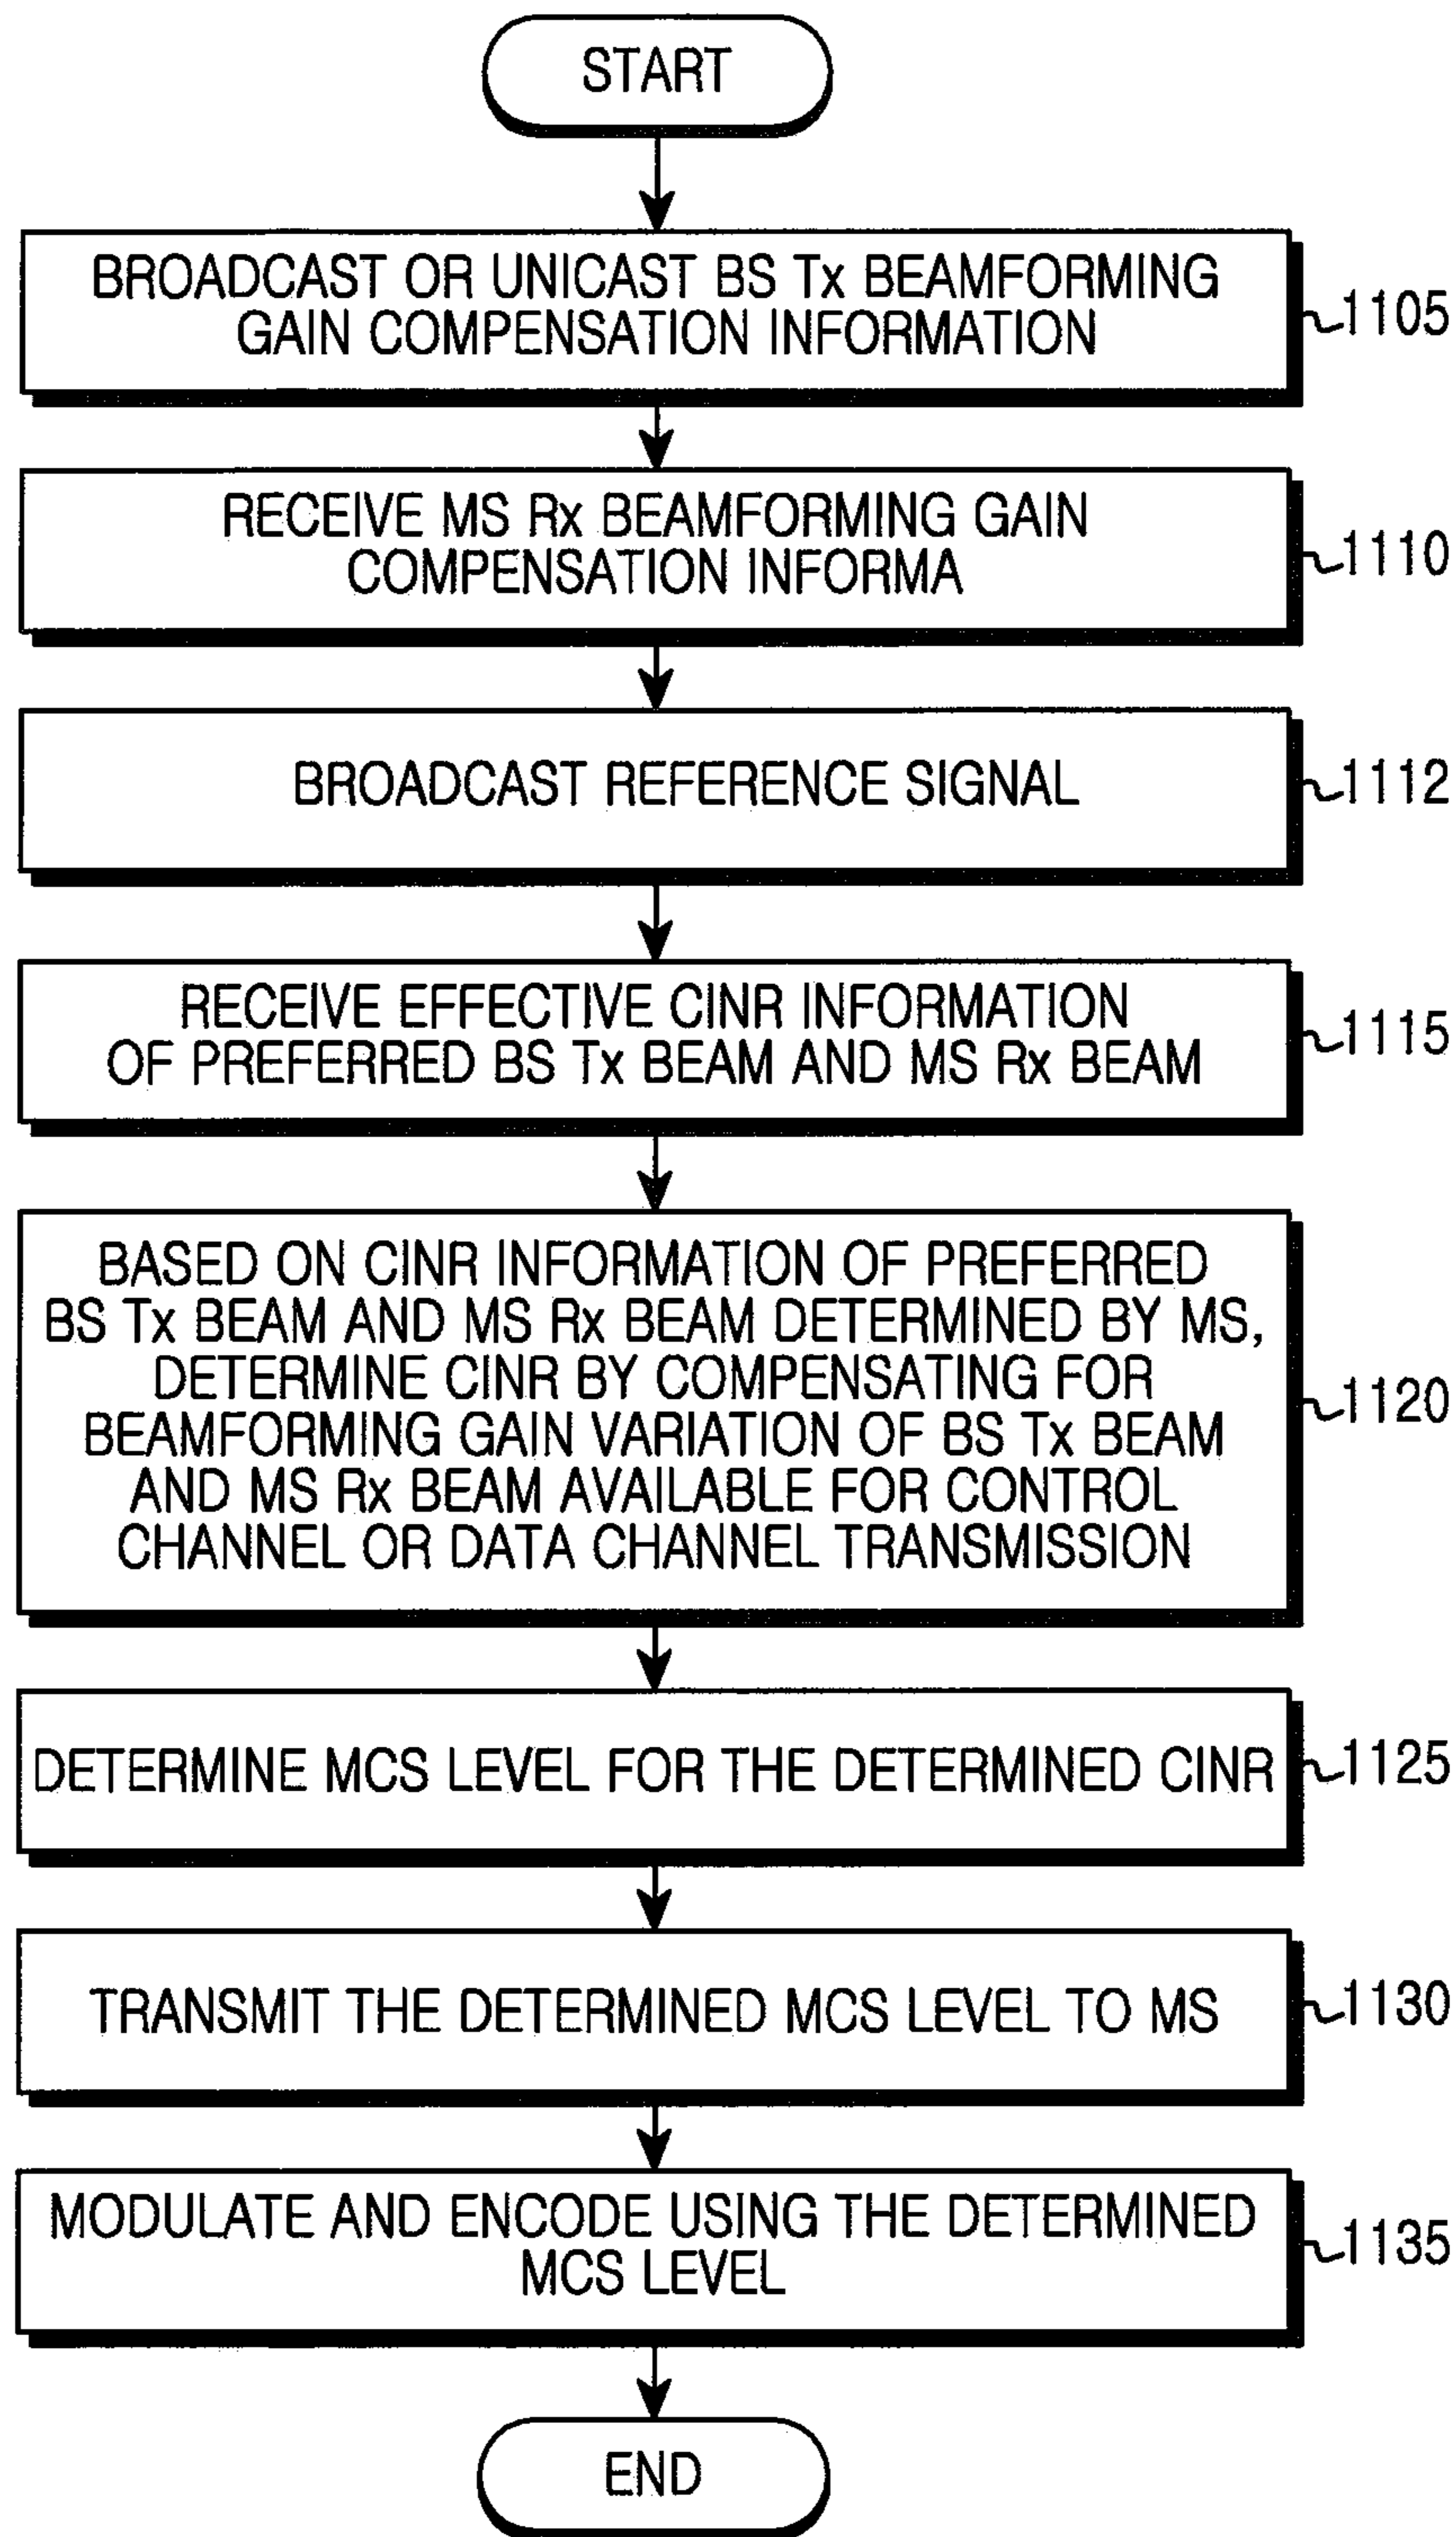 START
BROADCAST OR UNICAST BS Tx BEAMFORMING
GAIN COMPENSATION INFORMATION
1105
RECEIVE MS Rx BEAMFORMING GAIN
COMPENSATION INFORMA
1110
BROADCAST REFERENCE SIGNAL
1112
RECEIVE EFFECTIVE CINR INFORMATION
OF PREFERRED BS Tx BEAM AND MS Rx BEAM
1115
BASED ON CINR INFORMATION OF PREFERRED
BS Tx BEAM AND MS Rx BEAM DETERMINED BY MS,
DETERMINE CINR BY COMPENSATING FOR
BEAMFORMING GAIN VARIATION OF BS Tx BEAM
AND MS Rx BEAM AVAILABLE FOR CONTROL
CHANNEL OR DATA CHANNEL TRANSMISSION
1120
DETERMINE MCS LEVEL FOR THE DETERMINED CINR
1125
TRANSMIT THE DETERMINED MCS LEVEL TO MS
1130
MODULATE AND ENCODE USING THE DETERMINED
MCS LEVEL
1135
END